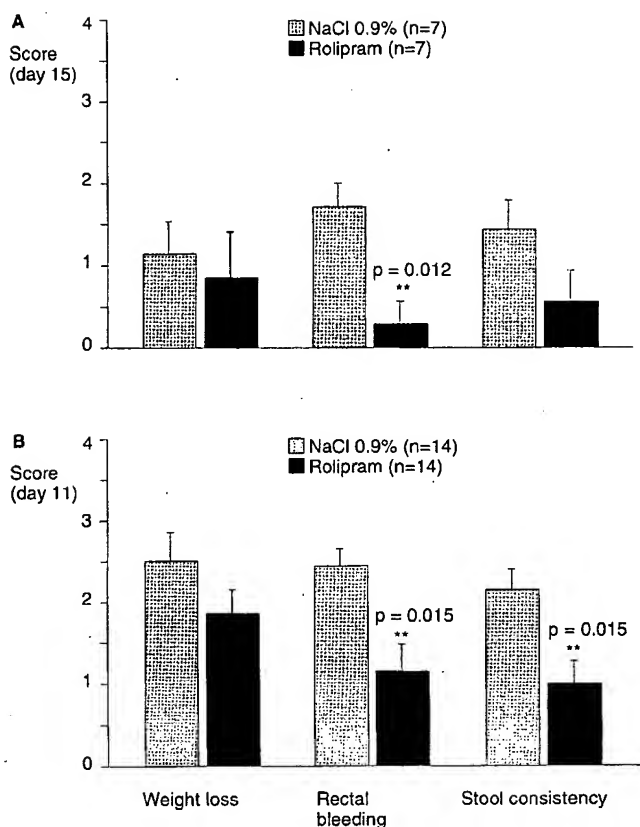 A
NaCl 0.9% (n=7)
Rolipram (n=7)
Score
(day 15)
4
3
2
1
0
p = 0.012
**
B
NaCl 0.9% (n=14)
Rolipram (n=14)
Score
(day 11)
4
3
2
1
0
p = 0.015
**
p = 0.015
**
Weight loss
Rectal
bleeding
Stool consistency